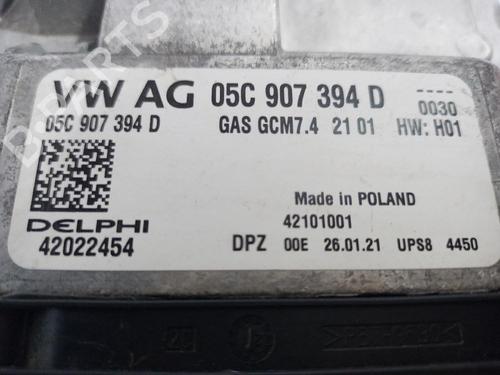 VW AG 05C 907 394 D ----
0030
05C 907 394 D GAS GCM7.4 21 01 HW: H01
Made in POLAND
DELPHI 42101001
42022454 DPZ 00E 26.01.21 UPS8 4450
B-PARTS